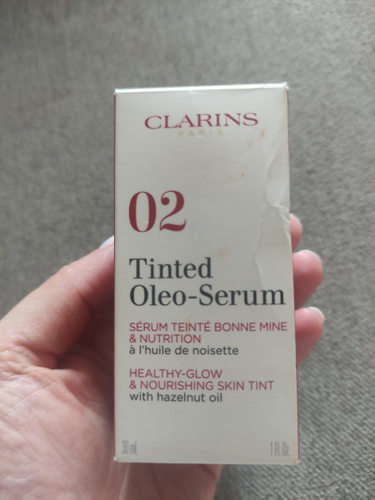 CLARINS
PARIS
02
Tinted
Oleo-Serum
SÉRUM TEINTÉ BONNE MINE
& NUTRITION
à l'huile de noisette
HEALTHY-GLOW
& NOURISHING SKIN TINT
with hazelnut oil
30 mL 1 Fl. Oz.